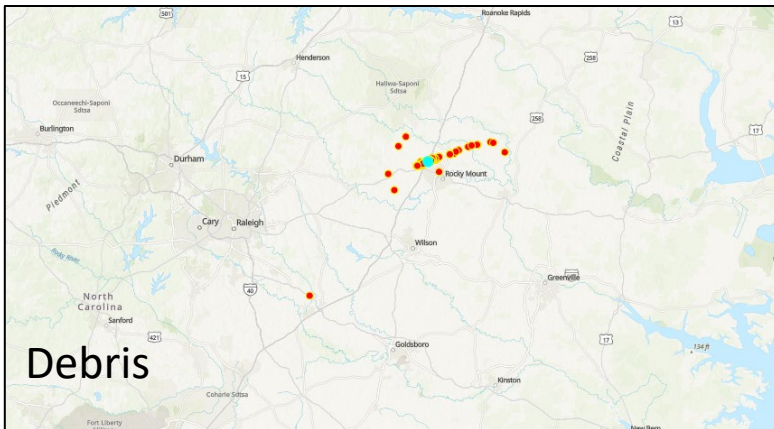 501
Roanoke Rapids
13
Henderson
258
15
Haliwa-Saponi
Sdtsa
Occaneechi-Saponi
Sdtsa
258
Coastal Plain
Burlington
17
Durham
Rocky Mount
Piedmont
Cary
Raleigh
Wilson
Greenville
40
North
Carolina
Sanford
421
17
134 ft
Goldsboro
Debris
Kinston
Coharie Sdtsa
Fort Liberty
New Bern